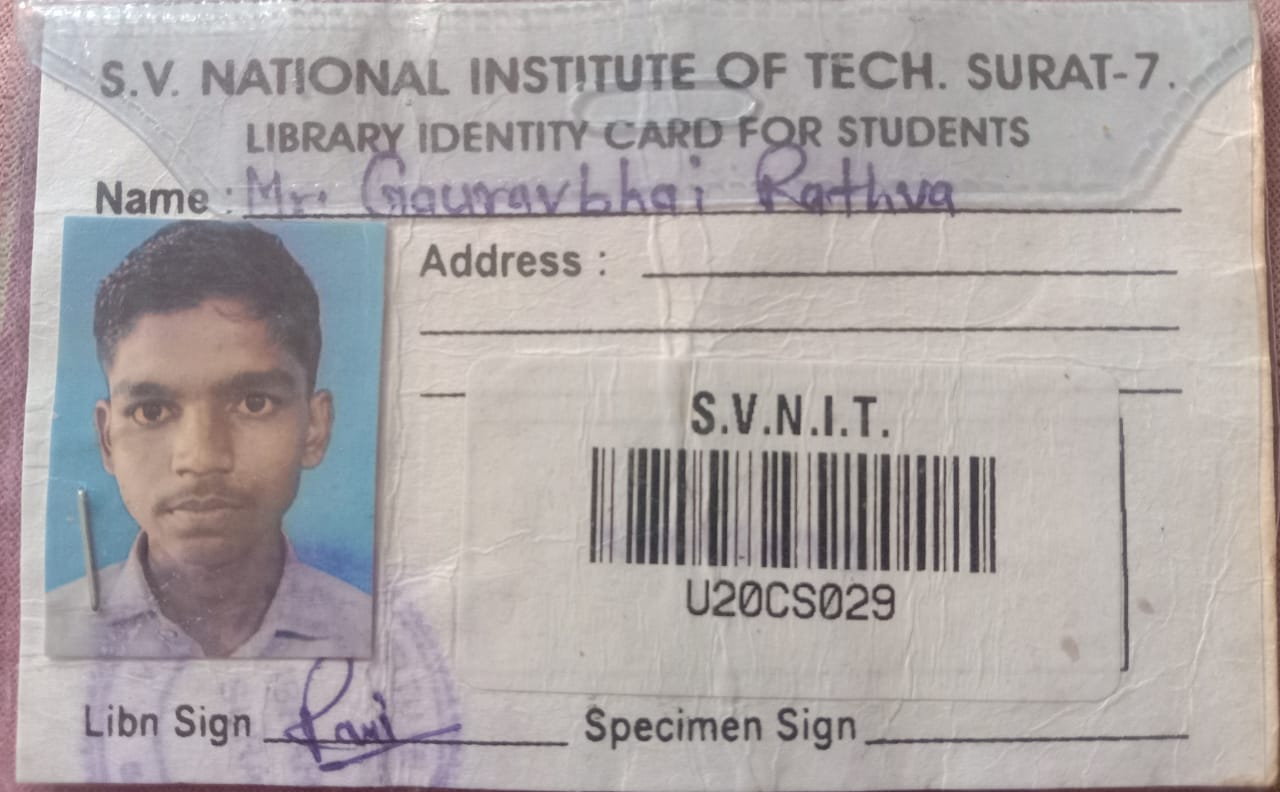 S.V. NATIONAL INSTITUTE OF TECH. SURAT-7.
LIBRARY IDENTITY CARD FOR STUDENTS
Name : Mr. Gauravbhai Rathva
Address :
S.V.N.I.T.
U20CS029
Libn Sign
Specimen Sign